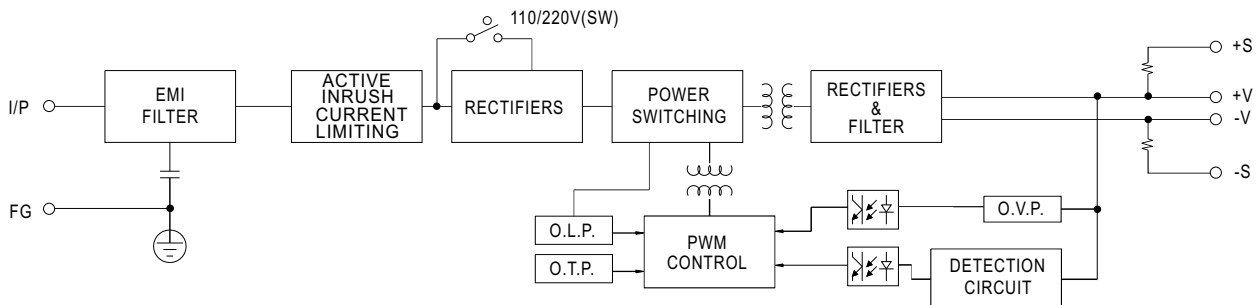 110/220V(SW)
+S
I/P
EMI
FILTER
ACTIVE
INRUSH
CURRENT
LIMITING
RECTIFIERS
POWER
SWITCHING
RECTIFIERS
&
FILTER
+V
-V
-S
FG
O.L.P.
O.T.P.
PWM
CONTROL
O.V.P.
DETECTION
CIRCUIT